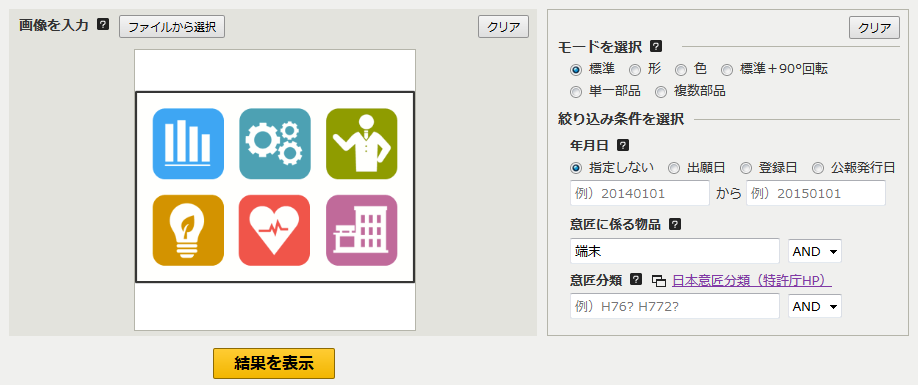 画像を入力 ? ファイルから選択 クリア
クリア
モードを選択 ?
標準 形 色 標準＋90°回転
単一部品 複数部品
絞り込み条件を選択
年月日 ?
指定しない 出願日 登録日 公報発行日
例）20140101 から 例）20150101
意匠に係る物品 ?
端末 AND
意匠分類 ? 日本意匠分類（特許庁HP）
例）H76? H772? AND
結果を表示